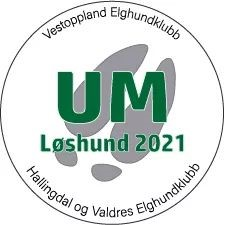 Vestoppland Elghundklubb
UM
Løshund 2021
Hallingdal og Valdres Elghundklubb